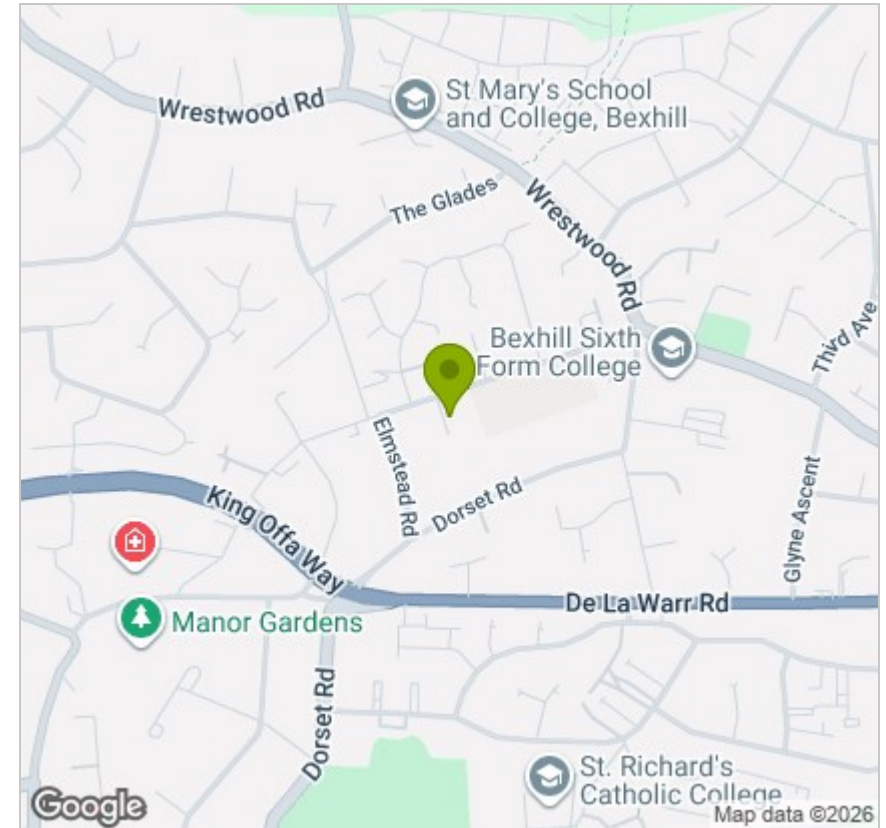 St Mary's School
and College, Bexhill
Wrestwood Rd
The Glades
Wrestwood Rd
Bexhill Sixth
Form College
Third Ave
Elmstead Rd
Dorset Rd
Glyne Ascent
King Offa Way
De La Warr Rd
Manor Gardens
Dorset Rd
St. Richard's
Catholic College
Google
Map data ©2026